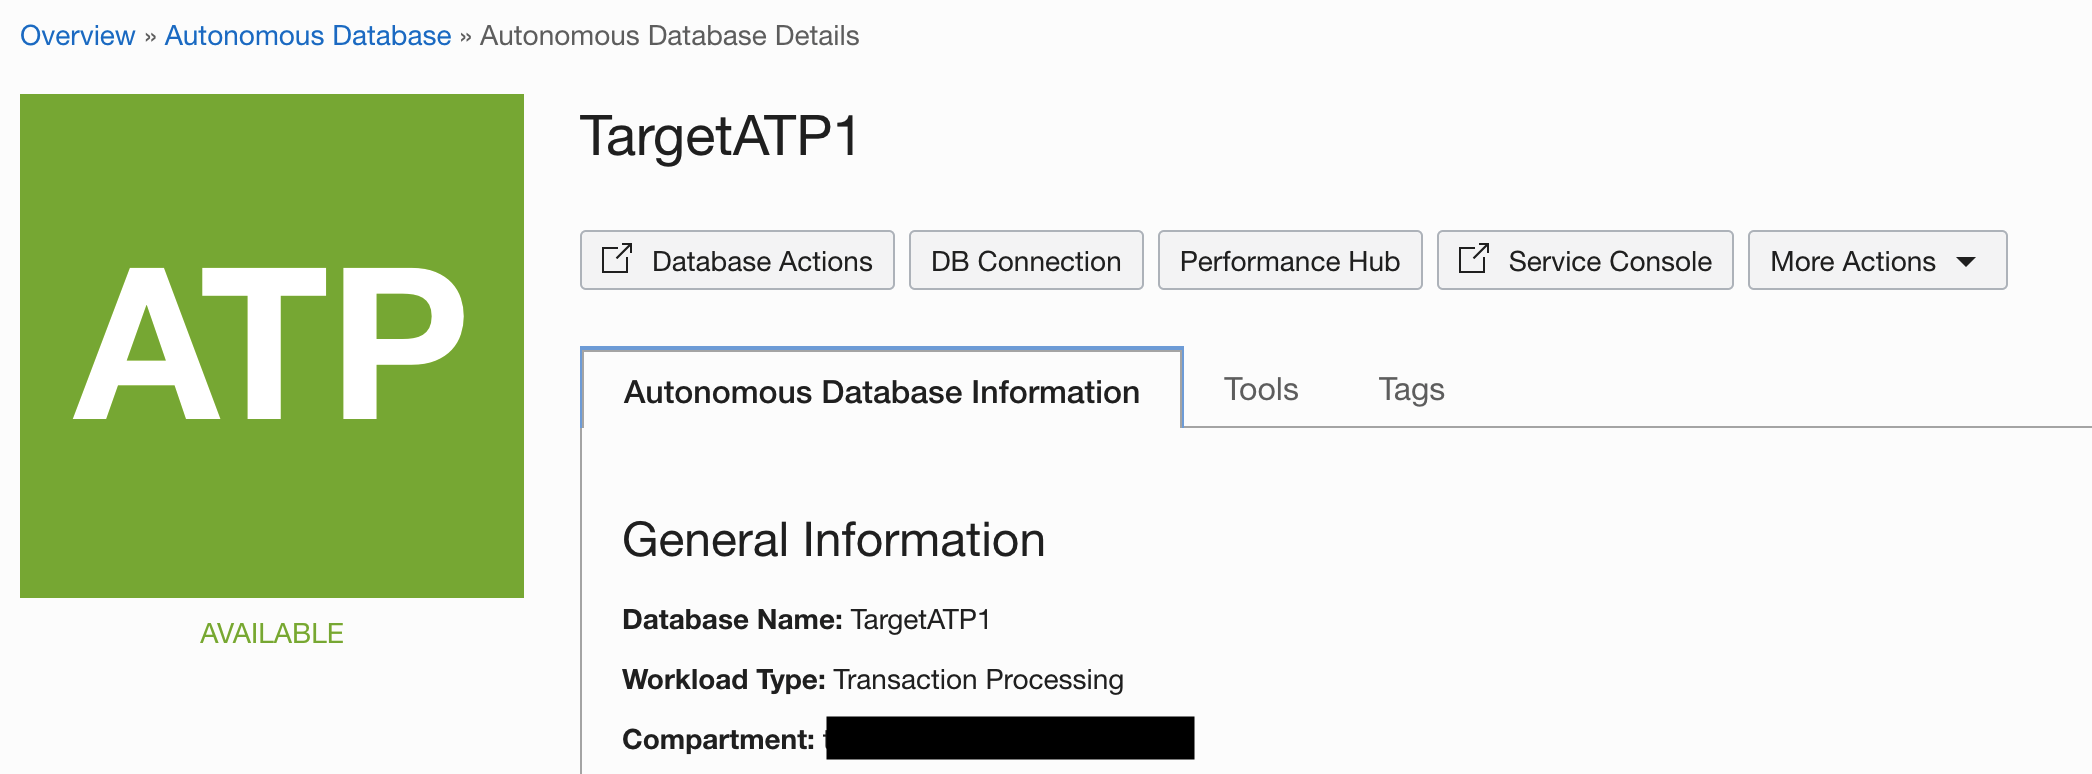 Overview » Autonomous Database » Autonomous Database Details
ATP
AVAILABLE
TargetATP1
Database Actions
DB Connection
Performance Hub
Service Console
More Actions
Autonomous Database Information
Tools
Tags
General Information
Database Name: TargetATP1
Workload Type: Transaction Processing
Compartment: